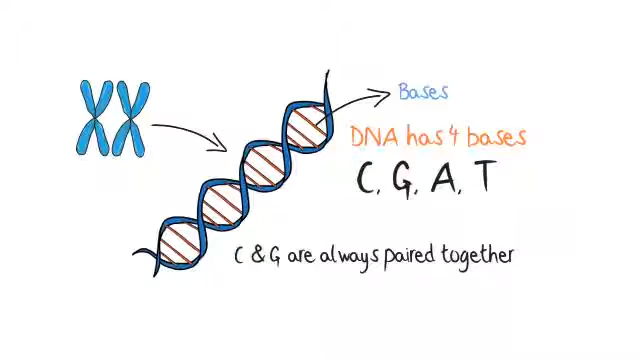 Bases
DNA has 4 bases
C, G, A, T
C & G are always paired together